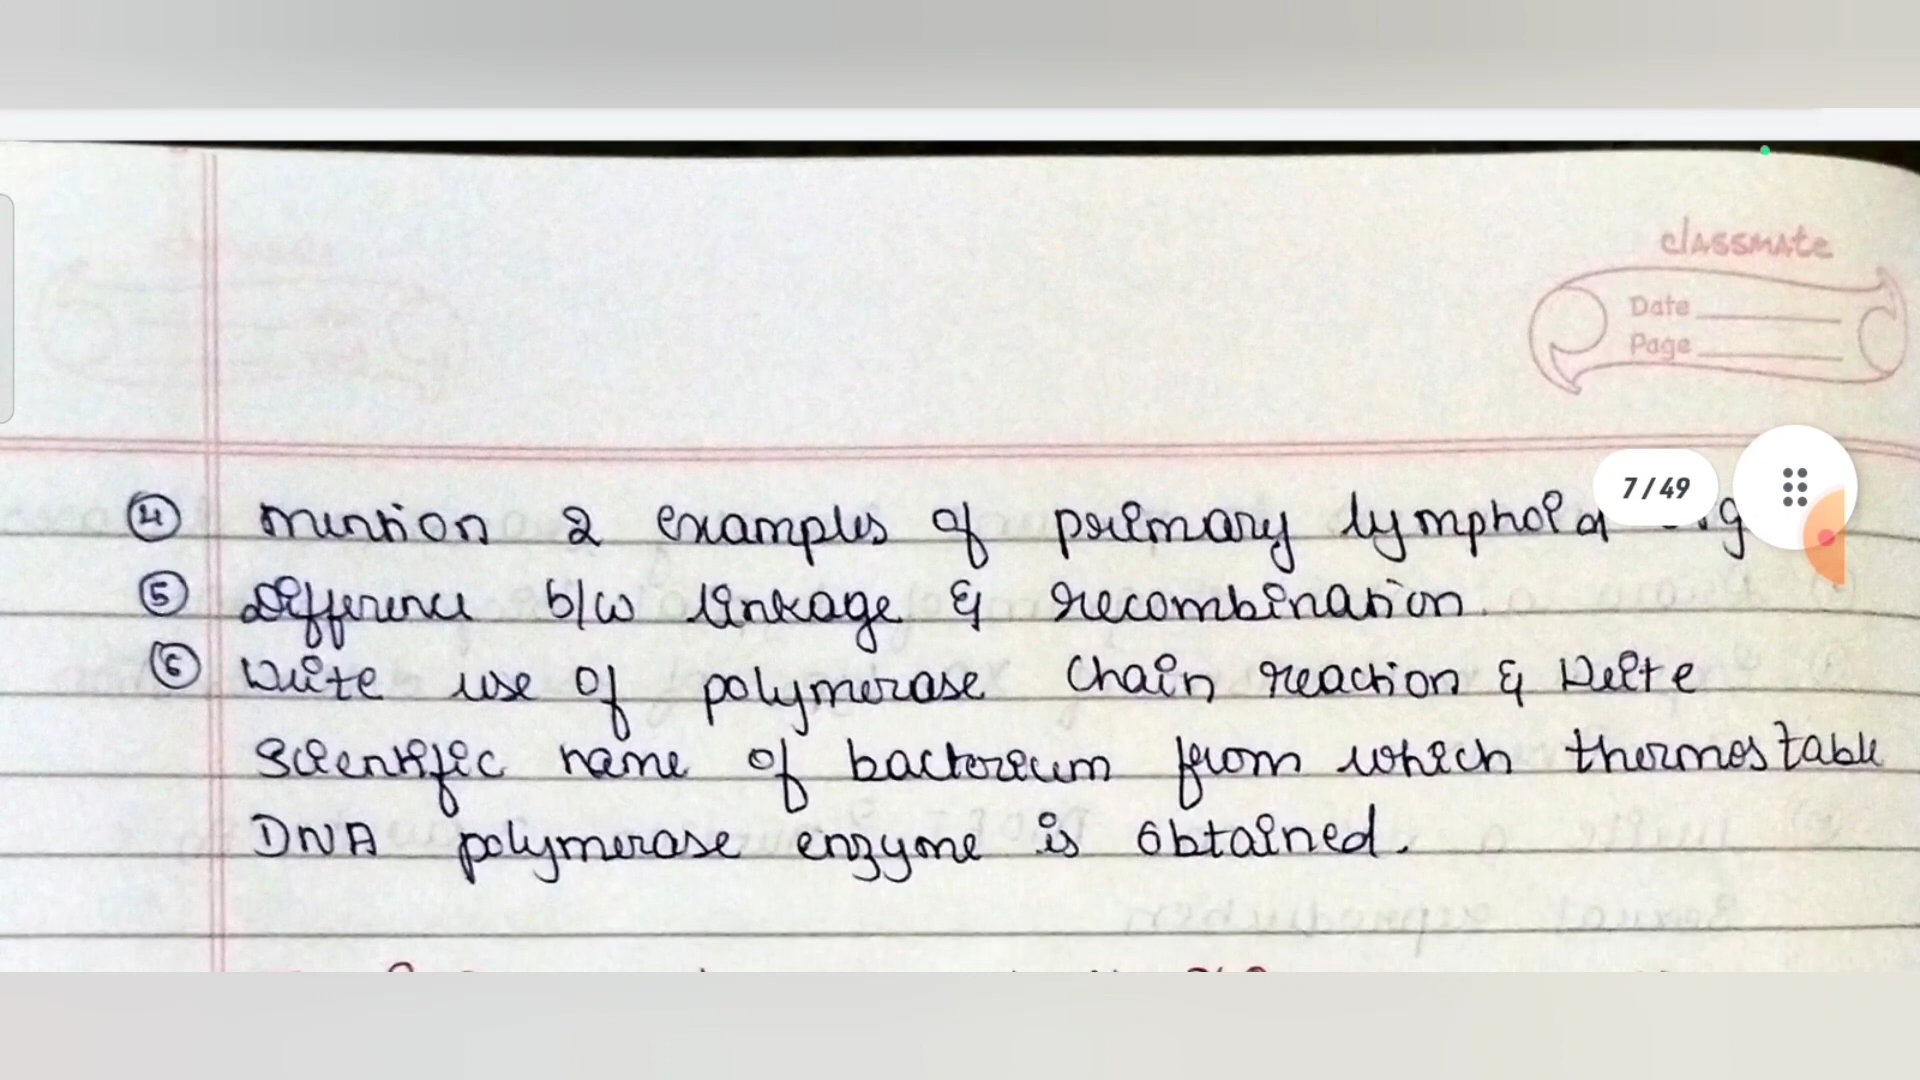 classmate
Date
Page
7/49
④ Mention 2 examples of primary lymphoid
⑤ Difference b/w linkage & recombination.
⑥ Write use of polymerase chain reaction & Write
Scientific name of bacterium from which thermostable
DNA polymerase enzyme is obtained.